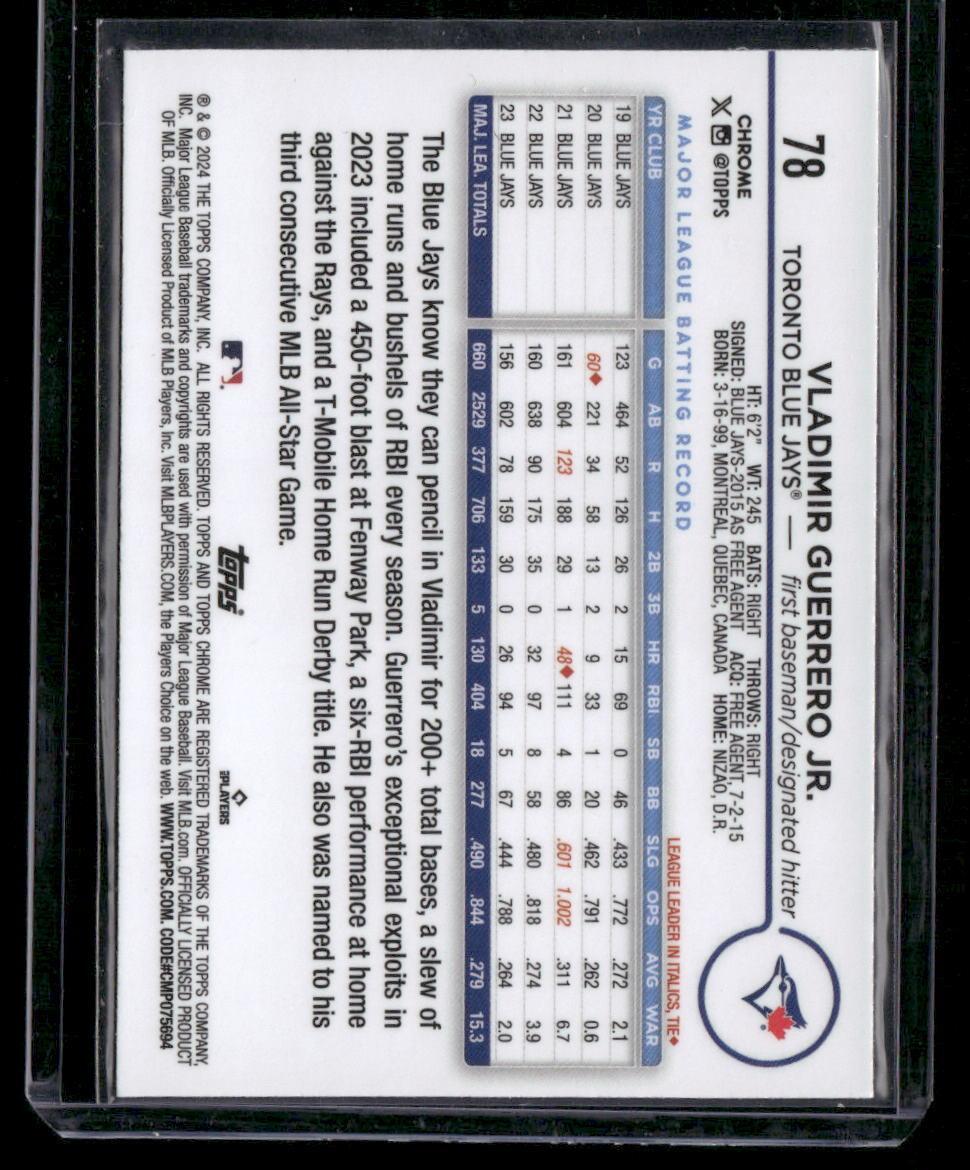 78
VLADIMIR GUERRERO JR.
TORONTO BLUE JAYS® — first baseman/designated hitter
CHROME
@TOPPS
HT: 6'2" WT: 245 BATS: RIGHT THROWS: RIGHT
SIGNED: BLUE JAYS-2015 AS FREE AGENT ACQ: FREE AGENT, 7-2-15
BORN: 3-16-99, MONTREAL, QUEBEC, CANADA HOME: NIZAO, D.R.
MAJOR LEAGUE BATTING RECORD
LEAGUE LEADER IN ITALICS, TIE♦
YR CLUB G AB R H 2B 3B HR RBI SB BB SLG OPS AVG WAR
19 BLUE JAYS 123 464 52 126 26 2 15 69 0 46 .433 .772 .272 2.1
20 BLUE JAYS 60♦ 221 34 58 13 2 9 33 1 20 .462 .791 .262 0.6
21 BLUE JAYS 161 604 123 188 29 1 48♦ 111 4 86 .601 1.002 .311 6.7
22 BLUE JAYS 160 638 90 175 35 0 32 97 8 58 .480 .818 .274 3.9
23 BLUE JAYS 156 602 78 159 30 0 26 94 5 67 .444 .788 .264 2.0
MAJ. LEA. TOTALS 660 2529 377 706 133 5 130 404 18 277 .490 .844 .279 15.3
The Blue Jays know they can pencil in Vladimir for 200+ total bases, a slew of
home runs and bushels of RBI every season. Guerrero's exceptional exploits in
2023 included a 450-foot blast at Fenway Park, a six-RBI performance at home
against the Rays, and a T-Mobile Home Run Derby title. He also was named to his
third consecutive MLB All-Star Game.
topps
PLAYERS
® & © 2024 THE TOPPS COMPANY, INC. ALL RIGHTS RESERVED. TOPPS AND TOPPS CHROME ARE REGISTERED TRADEMARKS OF THE TOPPS COMPANY,
INC. Major League Baseball trademarks and copyrights are used with permission of Major League Baseball. Visit MLB.com. OFFICIALLY LICENSED PRODUCT
OF MLB. Officially Licensed Product of MLB Players, Inc. Visit MLBPLAYERS.COM, the Players Choice on the web. WWW.TOPPS.COM. CODE#CMP075694